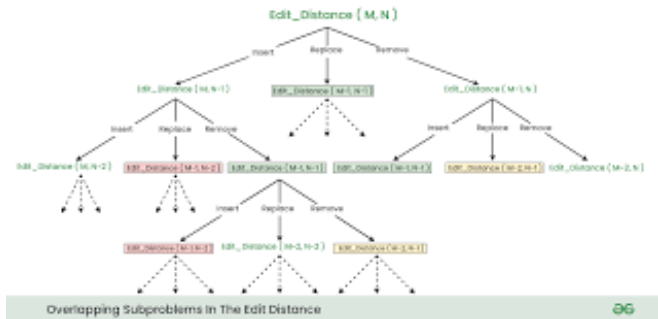 Edit_Distance ( M, N )
Insert Replace Remove
Edit_Distance ( M, N-1 ) Edit_Distance ( M-1, N-1 ) Edit_Distance ( M-1, N )
Insert Replace Remove Insert Replace Remove
Edit_Distance ( M, N-2 ) Edit_Distance ( M-1, N-2 ) Edit_Distance ( M-1, N-1 ) Edit_Distance ( M-1, N-1 ) Edit_Distance ( M-2, N-1 ) Edit_Distance ( M-2, N )
Insert Replace Remove
Edit_Distance ( M-1, N-2 ) Edit_Distance ( M-2, N-2 ) Edit_Distance ( M-2, N-1 )
Overlapping Subproblems In The Edit Distance